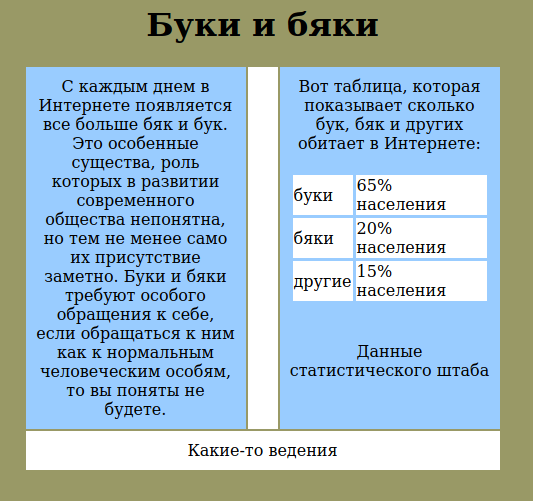 Буки и бяки
С каждым днем в
Интернете появляется
все больше бяк и бук.
Это особенные
существа, роль
которых в развитии
современного
общества непонятна,
но тем не менее само
их присутствие
заметно. Буки и бяки
требуют особого
обращения к себе,
если обращаться к ним
как к нормальным
человеческим особям,
то вы поняты не
будете.
Вот таблица, которая
показывает сколько
бук, бяк и других
обитает в Интернете:
буки 65%
населения
бяки 20%
населения
другие 15%
населения
Данные
статистического штаба
Какие-то ведения